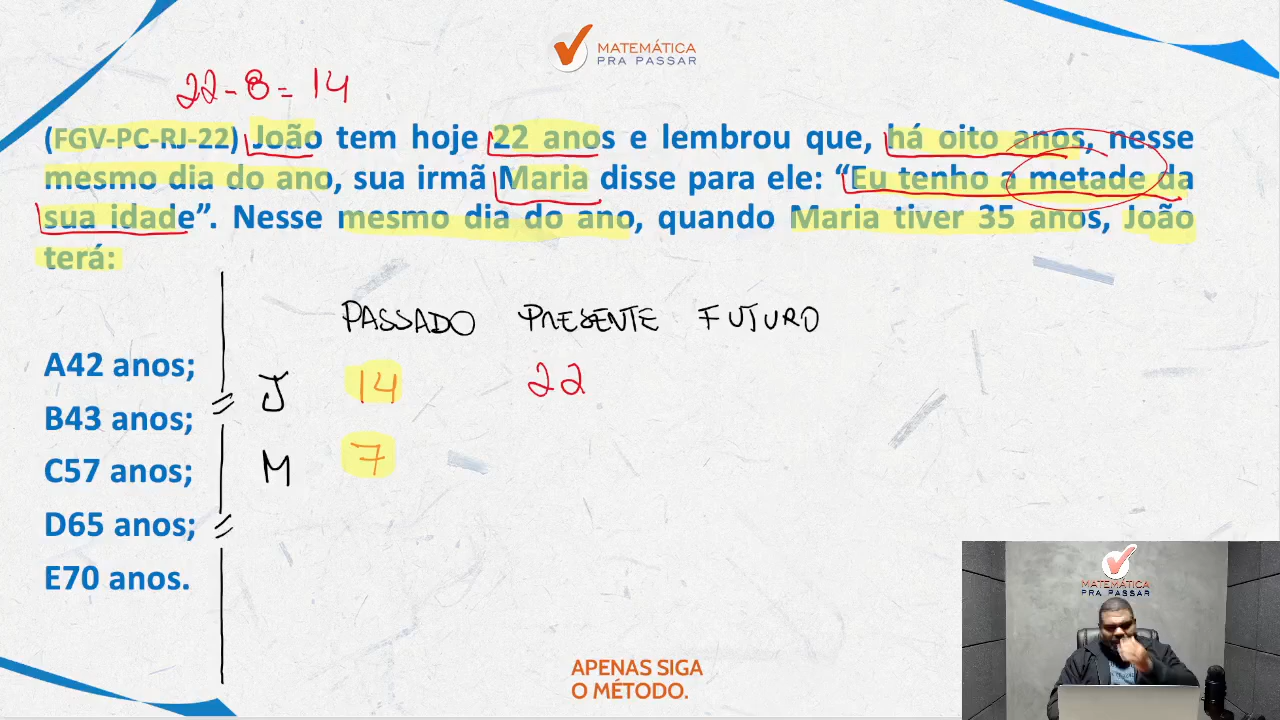 MATEMÁTICA
PRA PASSAR
22 - 8 = 14
(FGV-PC-RJ-22) João tem hoje 22 anos e lembrou que, há oito anos, nesse
mesmo dia do ano, sua irmã Maria disse para ele: “Eu tenho a metade da
sua idade”. Nesse mesmo dia do ano, quando Maria tiver 35 anos, João
terá:
PASSADO PRESENTE FUTURO
A42 anos;
J 14 22
B43 anos;
M 7
C57 anos;
D65 anos;
E70 anos.
MATEMÁTICA
PRA PASSAR
APENAS SIGA
O MÉTODO.